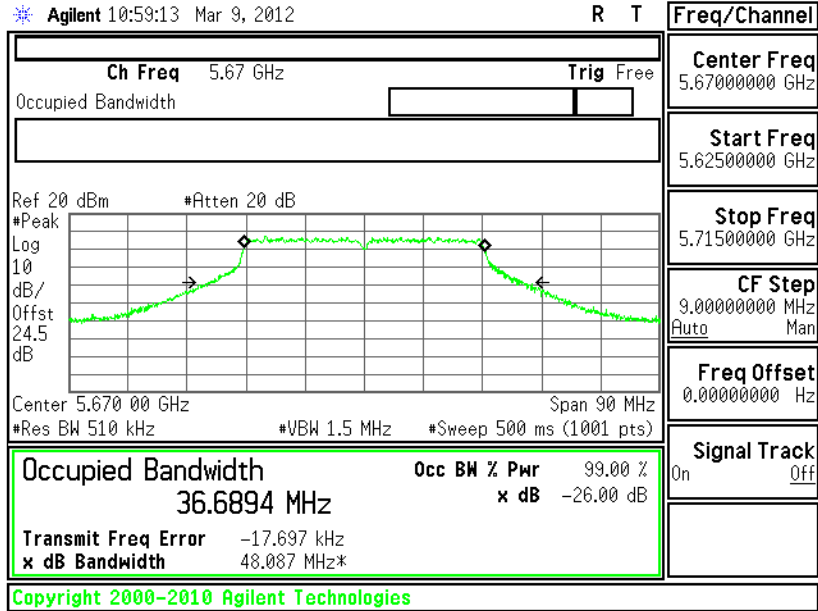 Agilent 10:59:13 Mar 9, 2012 R T
Freq/Channel
Ch Freq 5.67 GHz Trig Free
Occupied Bandwidth
Center Freq
5.67000000 GHz
Start Freq
5.62500000 GHz
Stop Freq
5.71500000 GHz
CF Step
9.00000000 MHz
Auto Man
Freq Offset
0.00000000 Hz
Signal Track
On Off
Ref 20 dBm #Atten 20 dB
#Peak
Log
10
dB/
Offst
24.5
dB
Center 5.670 00 GHz Span 90 MHz
#Res BW 510 kHz #VBW 1.5 MHz #Sweep 500 ms (1001 pts)
Occupied Bandwidth Occ BW % Pwr 99.00 %
36.6894 MHz x dB -26.00 dB
Transmit Freq Error -17.697 kHz
x dB Bandwidth 48.087 MHz*
Copyright 2000-2010 Agilent Technologies